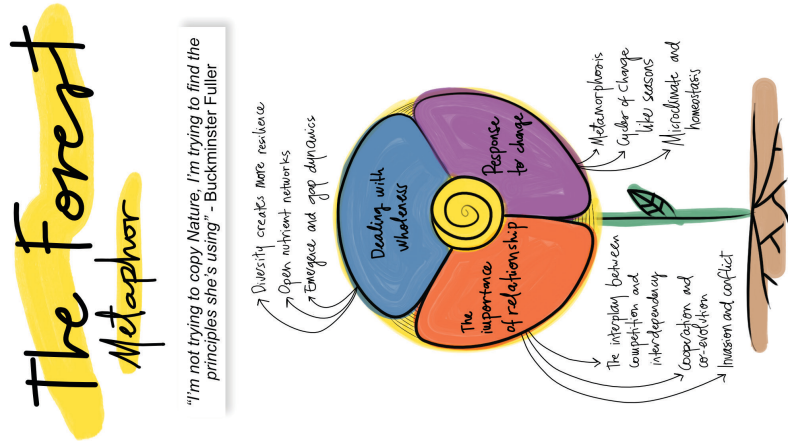 The Forest
Metaphor
"I'm not trying to copy Nature, I'm trying to find the
principles she's using" - Buckminster Fuller
Diversity creates more resilience
Open nutrient networks
Emergence and gap dynamics
Dealing with
wholeness
The
importance
of relationship
Response
to change
The interplay between
competition and
interdependency
Cooperation and
co-evolution
Invasion and conflict
Metamorphosis
Cycles of Change
like seasons
Microclimate and
homeostasis